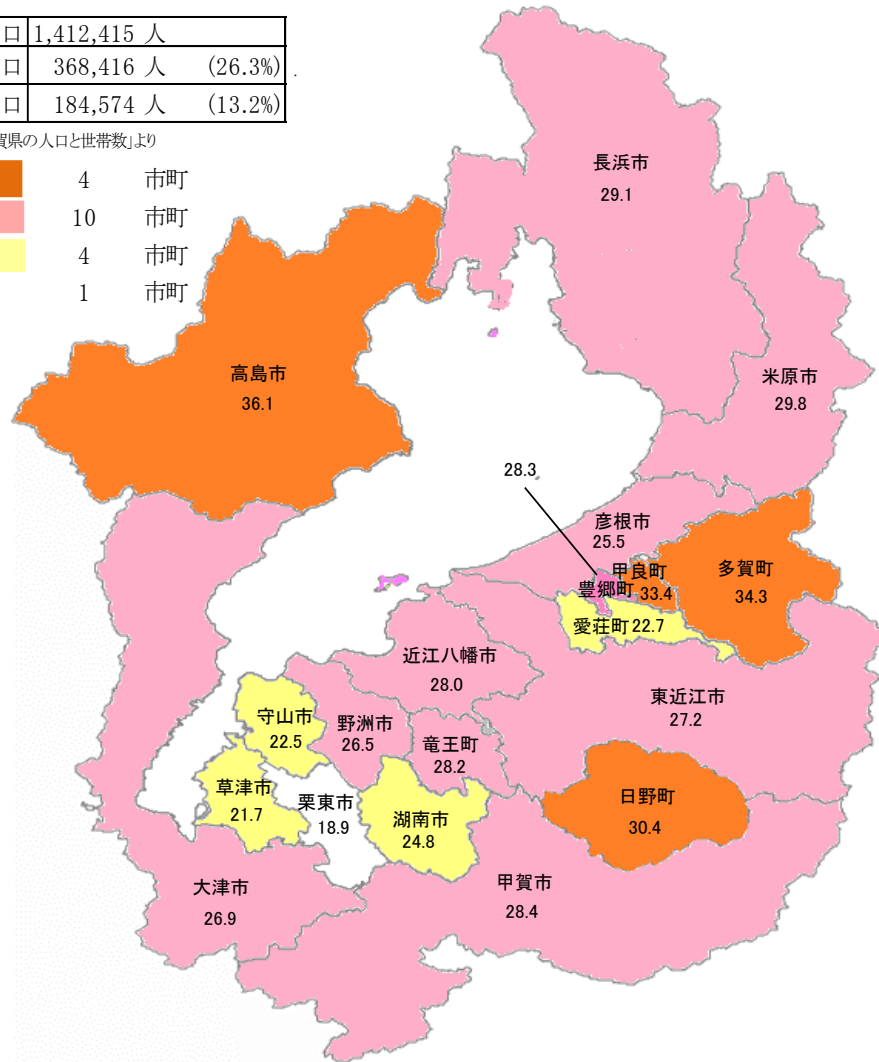 口 1,412,415 人
口 368,416 人 (26.3%)
口 184,574 人 (13.2%)
賀県の人口と世帯数」より
4 市町
10 市町
4 市町
1 市町
長浜市
29.1
高島市
36.1
米原市
29.8
28.3
彦根市
25.5
甲良町
33.4
豊郷町
多賀町
34.3
愛荘町 22.7
近江八幡市
28.0
東近江市
27.2
守山市
22.5
野洲市
26.5
竜王町
28.2
草津市
21.7
栗東市
18.9
湖南市
24.8
日野町
30.4
大津市
26.9
甲賀市
28.4